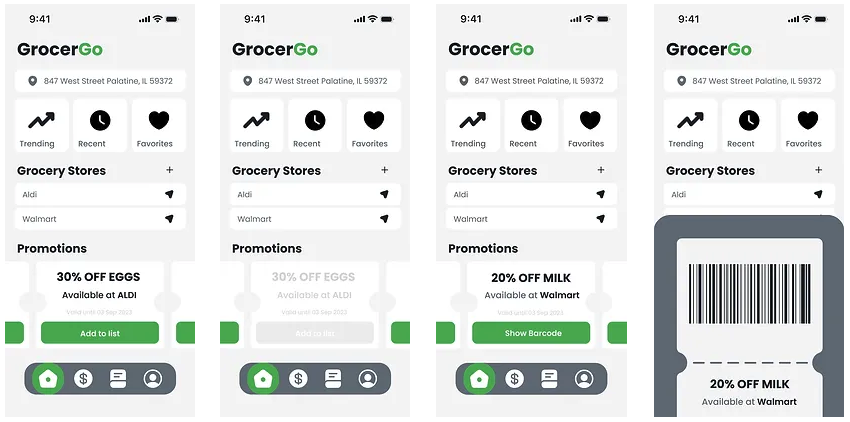 9:41
GrocerGo
847 West Street Palatine, IL 59372
Trending Recent Favorites
Grocery Stores +
Aldi
Walmart
Promotions
30% OFF EGGS
Available at ALDI
Valid until 03 Sep 2023
Add to list
9:41
GrocerGo
847 West Street Palatine, IL 59372
Trending Recent Favorites
Grocery Stores +
Aldi
Walmart
Promotions
30% OFF EGGS
Available at ALDI
Valid until 03 Sep 2023
Add to list
9:41
GrocerGo
847 West Street Palatine, IL 59372
Trending Recent Favorites
Grocery Stores +
Aldi
Walmart
Promotions
20% OFF MILK
Available at Walmart
Valid until 03 Sep 2023
Show Barcode
9:41
GrocerGo
847 West Street Palatine, IL 59372
Trending Recent Favorites
Grocery Stores +
Aldi
20% OFF MILK
Available at Walmart